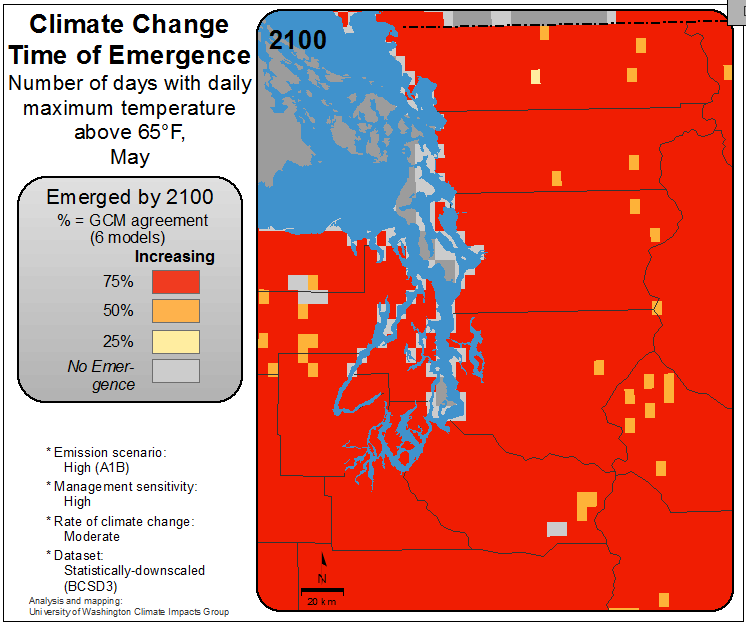 Climate Change
Time of Emergence
Number of days with daily
maximum temperature
above 65°F,
May
Emerged by 2100
% = GCM agreement
(6 models)
Increasing
75%
50%
25%
No Emer-
gence
* Emission scenario:
High (A1B)
* Management sensitivity:
High
* Rate of climate change:
Moderate
* Dataset:
Statistically-downscaled
(BCSD3)
Analysis and mapping:
University of Washington Climate Impacts Group
2100
N
20 km